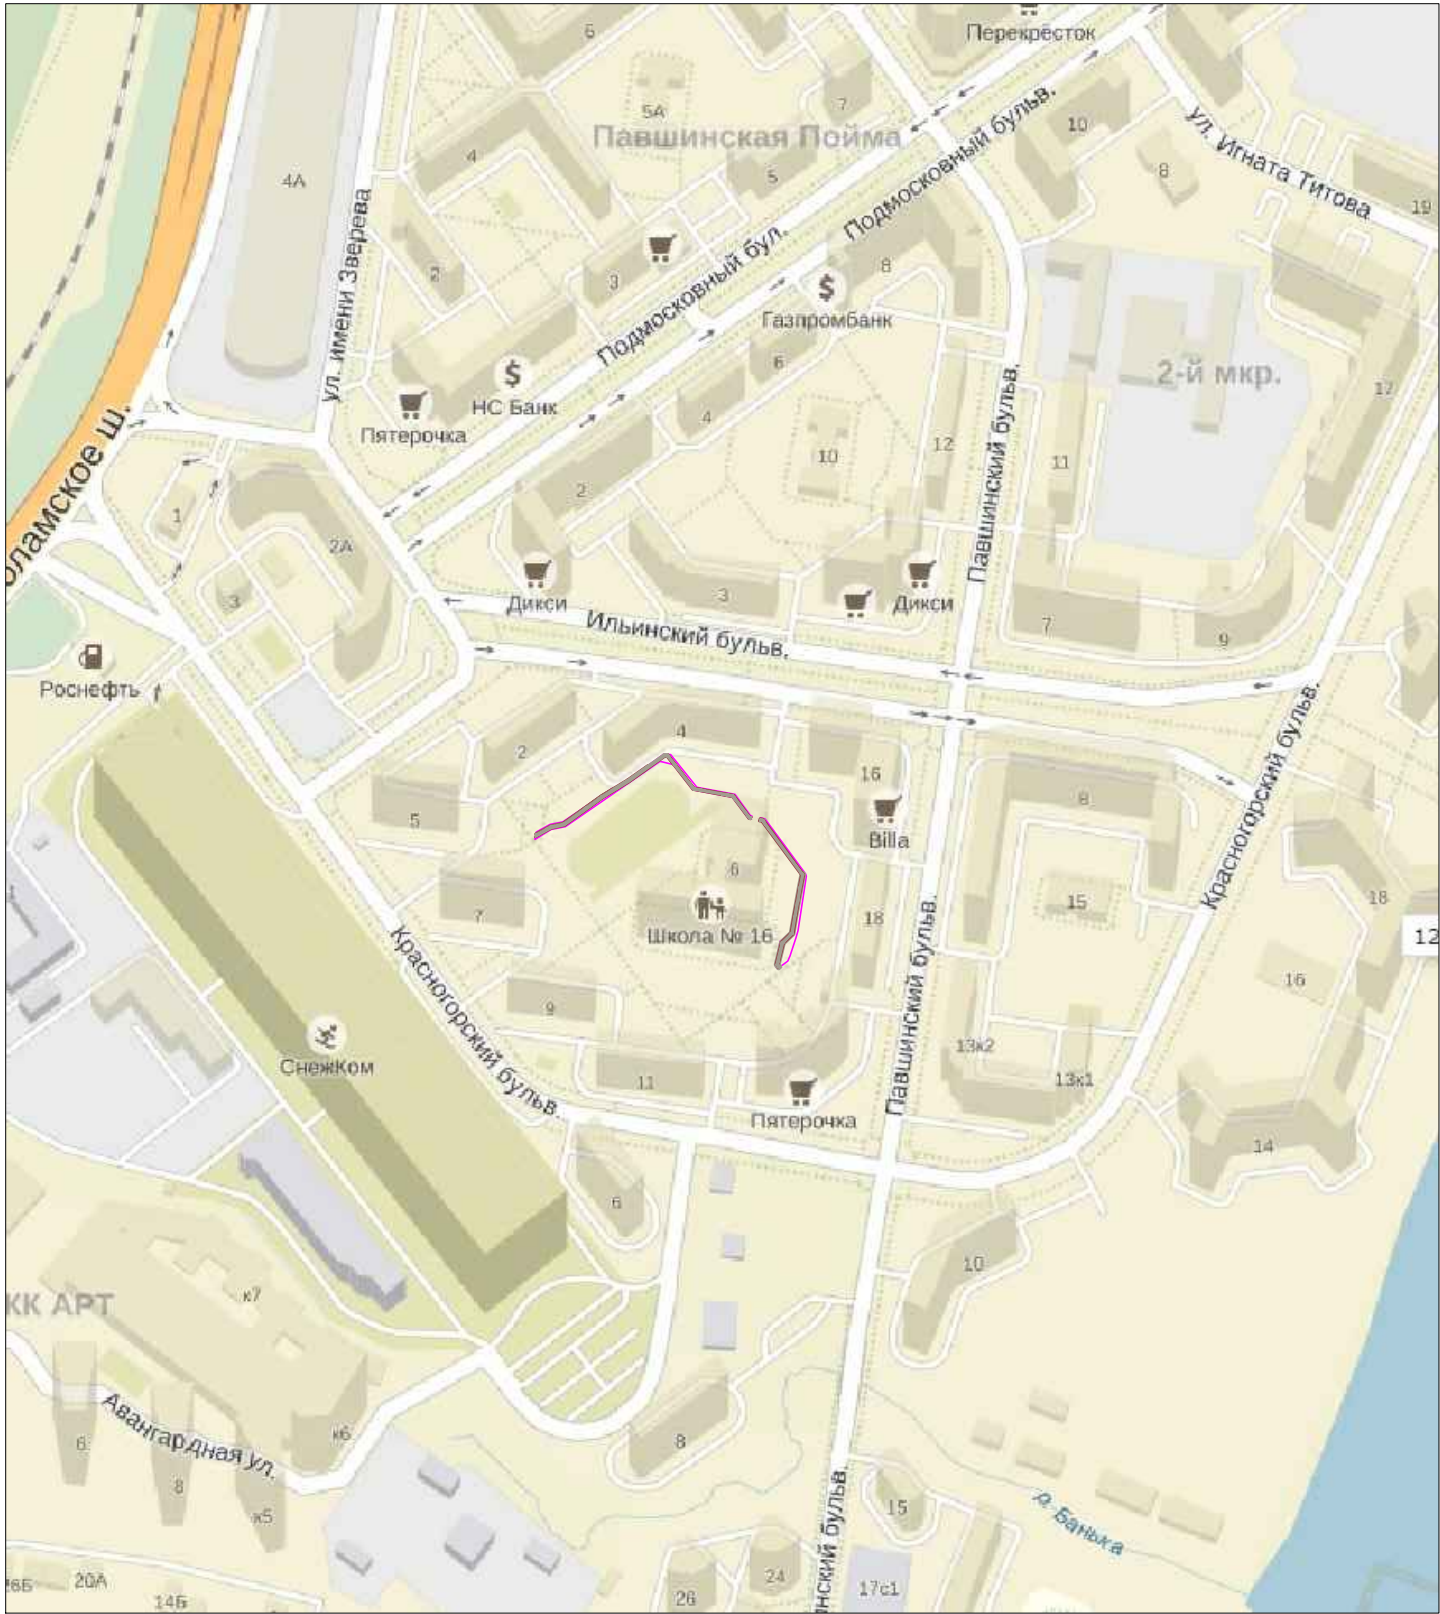 Перекрёсток
6
5А
7
10
Павшинская Пойма
4
4А
5
8
ул. Игната Титова
19
Подмосковный бульв.
ул. имени Зверева
2
3
8
Подмосковный бул.
Газпромбанк
6
2-й мкр.
12
НС Банк
Пятерочка
4
12
10
11
Павшинский бульв.
2
1
2А
3
Дикси
3
Дикси
Ильинский бульв.
7
9
Роснефть
Красногорский бульв.
2
4
16
8
5
Billa
6
7
Школа № 16
18
15
18
12
16
Красногорский бульв.
Павшинский бульв.
9
СнежКом
11
13к2
13к1
Пятерочка
14
6
10
к7
КК АРТ
Авангардная ул.
6
8
к6
к5
8
15
р. Банька
20А
14Б
26
24
17с1